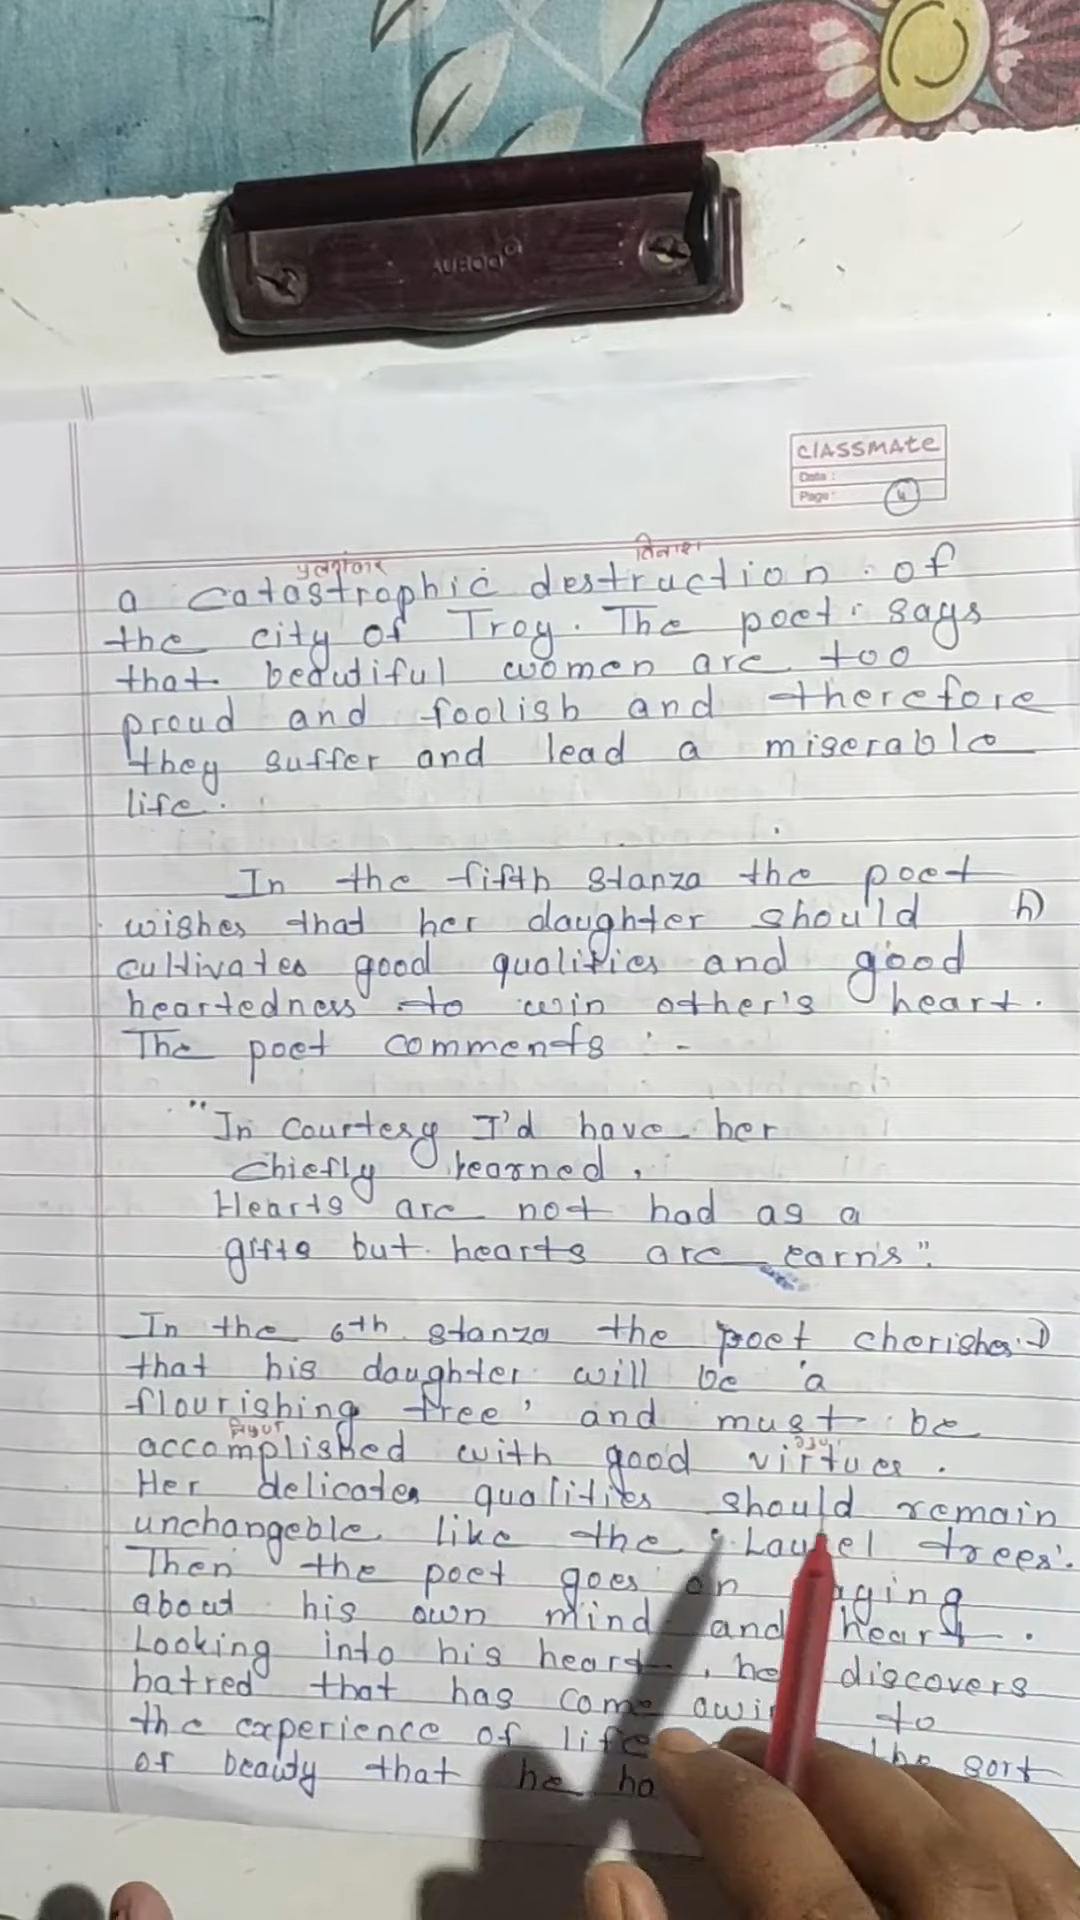 AUROO
CLASSMATE
Date :
Page: 4
विनाश
a catastrophic destruction of
the city of Troy. The poet says
that beautiful women are too
proud and foolish and therefore
they suffer and lead a miserable
life.
In the fifth stanza the poet
wishes that her daughter should h)
cultivates good qualities and good
heartedness to win other's heart.
The poet comments :-
"In Courtesy I'd have her
chiefly learned,
Hearts are not had as a
gifts but hearts are earn's".
In the 6th stanza the poet cherishes
that his daughter will be 'a
flourishing tree' and must be
accomplished with good virtues.
Her delicates qualities should remain
unchangeble like the 'Laurel trees'.
Then the poet goes on
about his own mind and heart.
Looking into his heart, he discovers
hatred that has come to
the experience of life the sort
of beauty that he